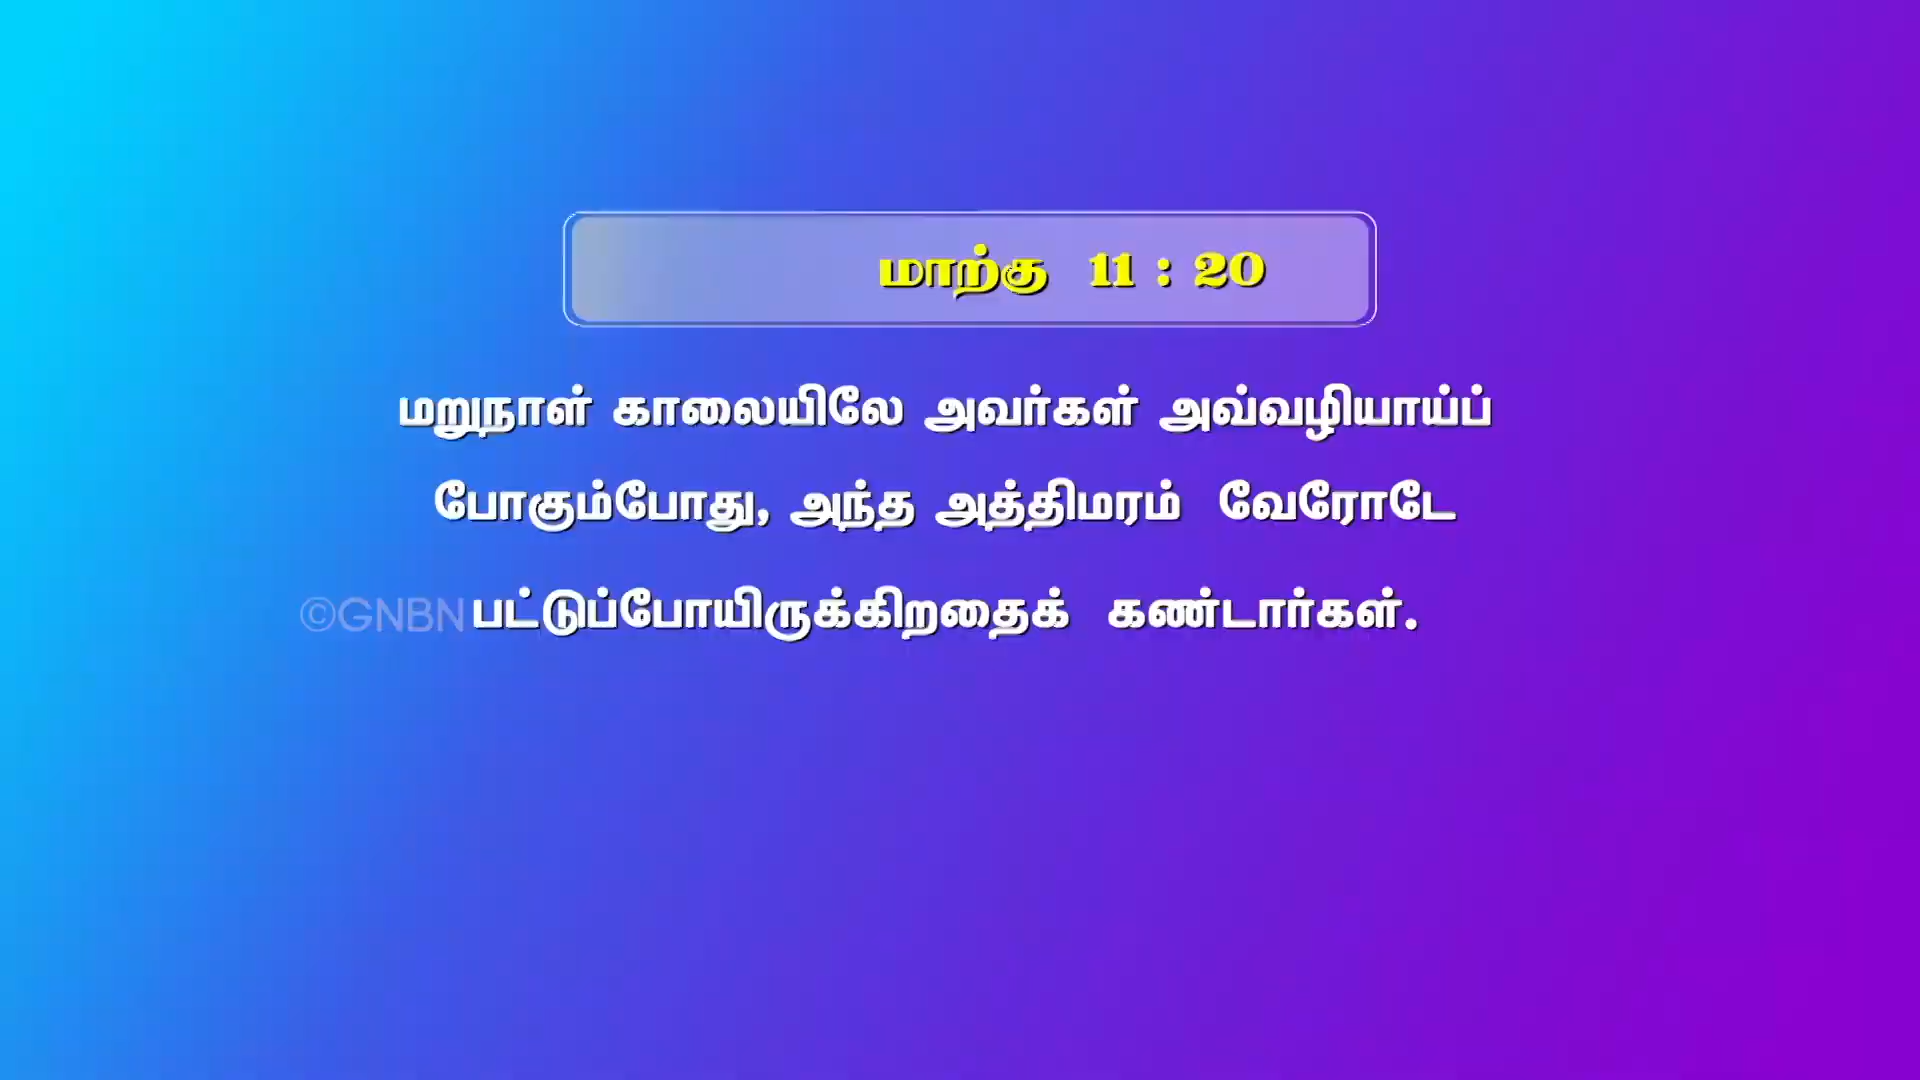 மாற்கு 11 : 20
மறுநாள் காலையிலே அவர்கள் அவ்வழியாய்ப்
போகும்போது, அந்த அத்திமரம் வேரோடே
©GNBN பட்டுப்போயிருக்கிறதைக் கண்டார்கள்.